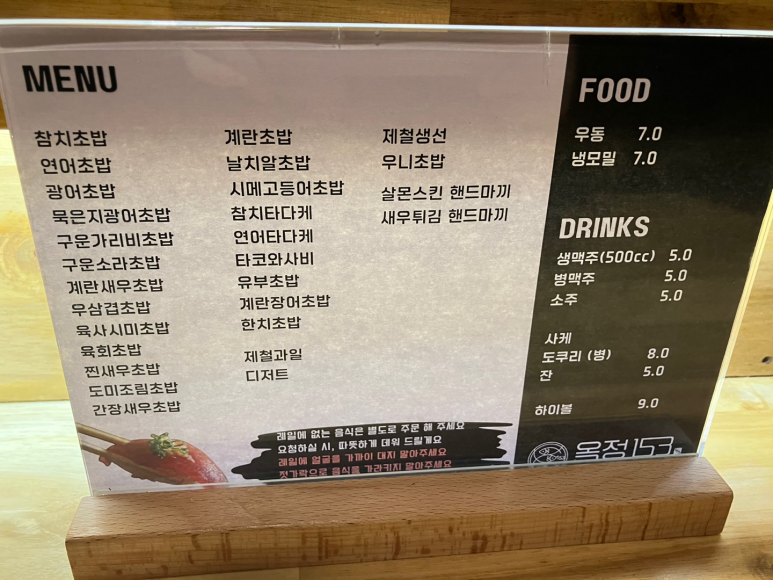 MENU
참치초밥
연어초밥
광어초밥
묵은지광어초밥
구운가리비초밥
구운소라초밥
계란새우초밥
우삼겹초밥
육사시미초밥
육회초밥
찐새우초밥
도미조림초밥
간장새우초밥
계란초밥
날치알초밥
시메고등어초밥
참치타다케
연어타다케
타코와사비
유부초밥
계란장어초밥
한치초밥
제철과일
디저트
제철생선
우니초밥
살몬스킨 핸드마끼
새우튀김 핸드마끼
레일에 없는 음식은 별도로 주문 해 주세요
요청하실 시, 따뜻하게 데워 드릴게요
레일에 얼굴을 가까이 대지 말아주세요
젓가락으로 음식을 가라키지 말아주세요
FOOD
우동 7.0
냉모밀 7.0
DRINKS
생맥주(500cc) 5.0
병맥주 5.0
소주 5.0
사케
도쿠리 (병) 8.0
잔 5.0
하이볼 9.0
옥정153